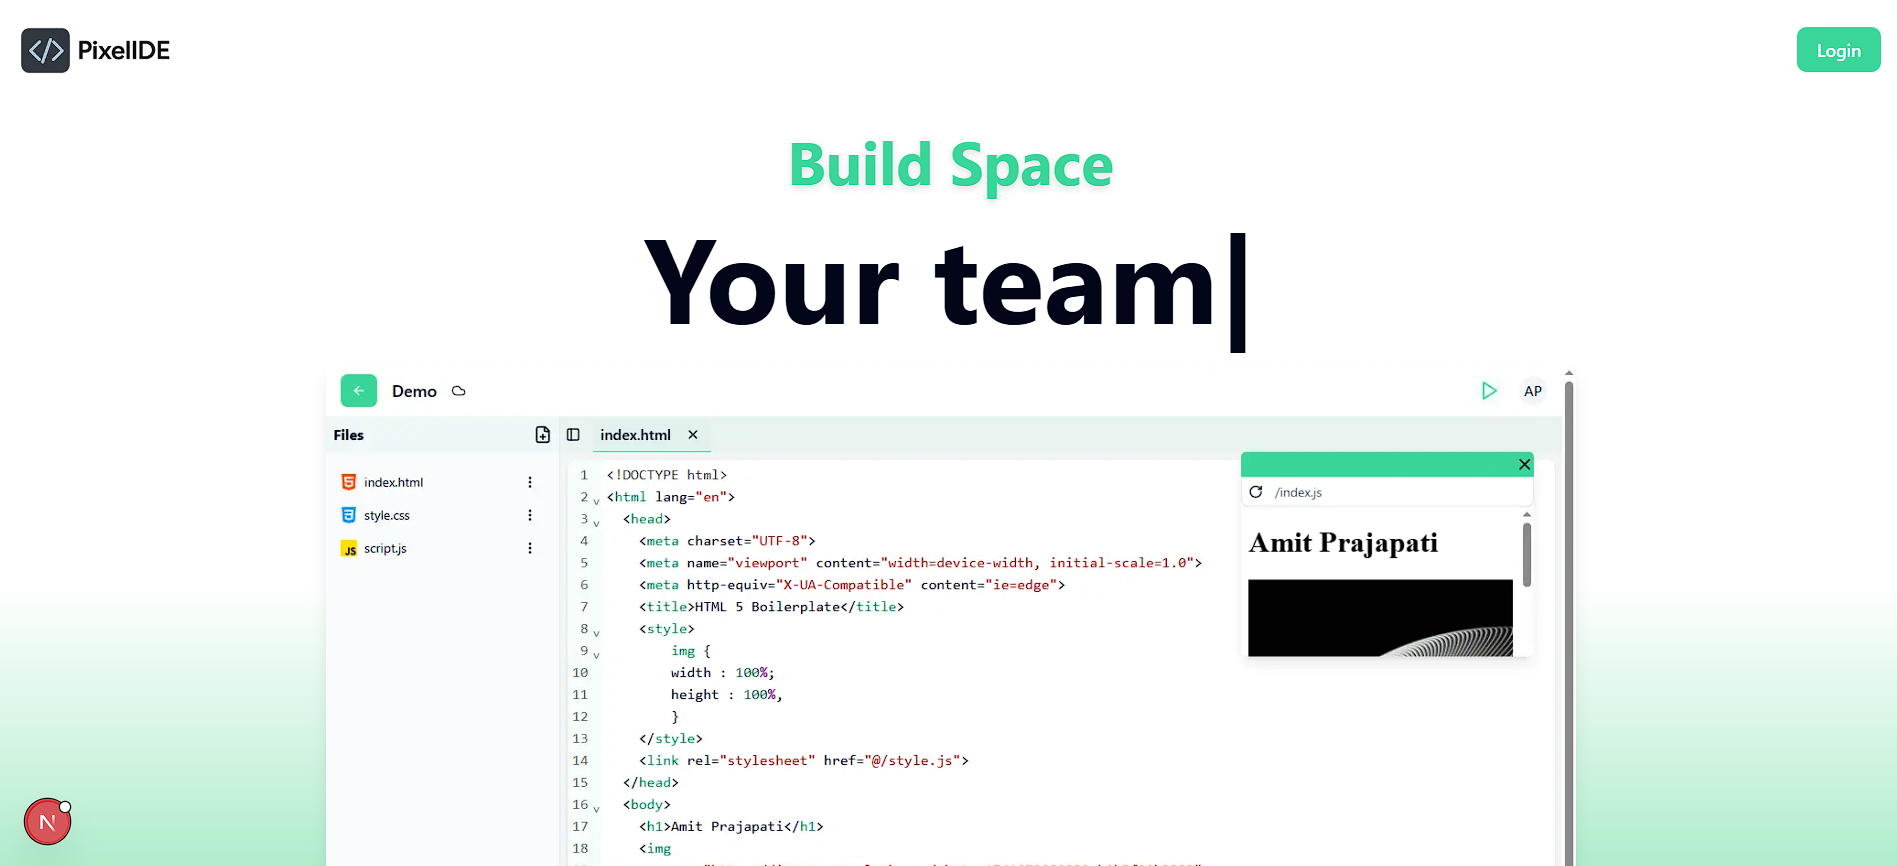 </> PixelIDE
Login
Build Space
Your team|
Demo
AP
Files
index.html
index.html
style.css
JS script.js
1 <!DOCTYPE html>
2 <html lang="en">
3 <head>
4 <meta charset="UTF-8">
5 <meta name="viewport" content="width=device-width, initial-scale=1.0">
6 <meta http-equiv="X-UA-Compatible" content="ie=edge">
7 <title>HTML 5 Boilerplate</title>
8 <style>
9 img {
10 width : 100%;
11 height : 100%,
12 }
13 </style>
14 <link rel="stylesheet" href="@/style.js">
15 </head>
16 <body>
17 <h1>Amit Prajapati</h1>
18 <img
/index.js
Amit Prajapati
N